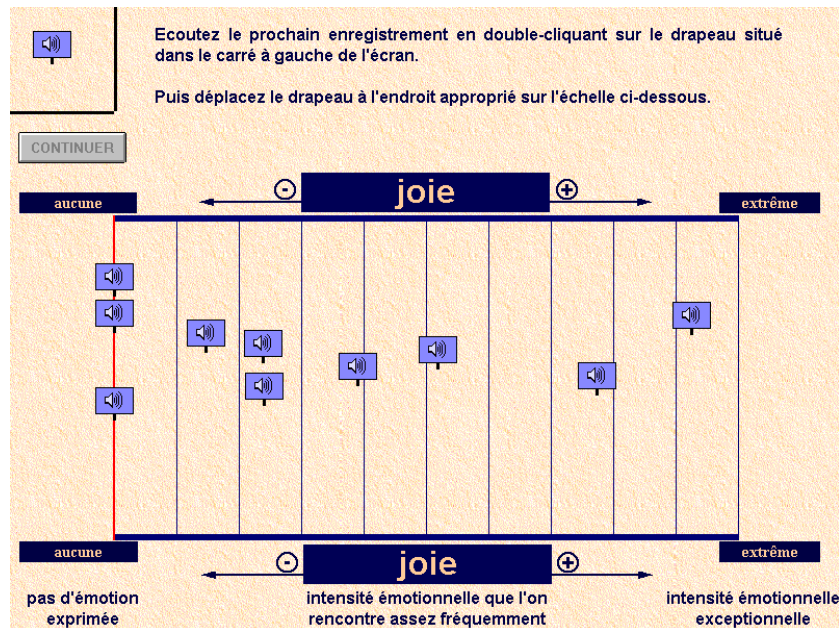 Ecoutez le prochain enregistrement en double-cliquant sur le drapeau situé
dans le carré à gauche de l'écran.
Puis déplacez le drapeau à l'endroit approprié sur l'échelle ci-dessous.
CONTINUER
aucune
-
joie
+
extrême
aucune
-
joie
+
extrême
pas d'émotion
exprimée
intensité émotionnelle que l'on
rencontre assez fréquemment
intensité émotionnelle
exceptionnelle